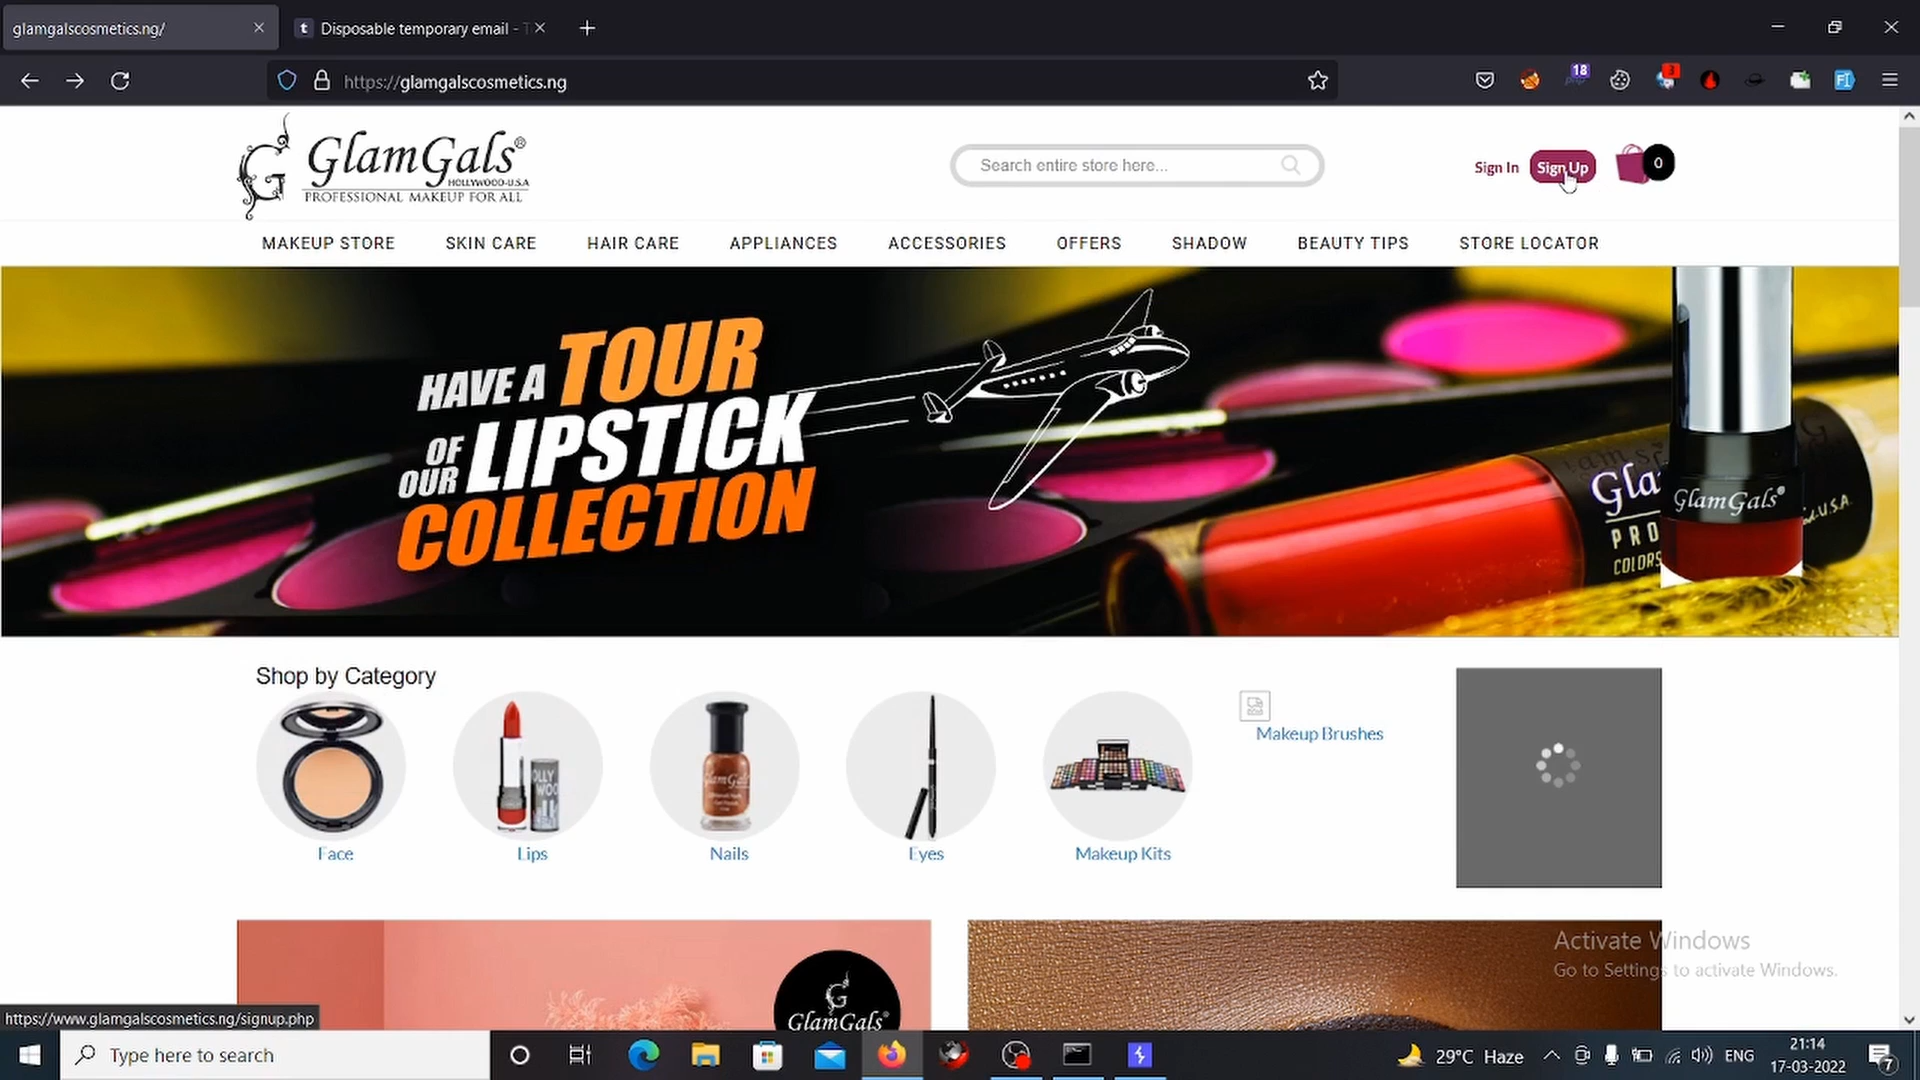 glamgalscosmetics.ng/
Disposable temporary email -
https://glamgalscosmetics.ng
18
3
GlamGals®
HOLLYWOOD-U.S.A
PROFESSIONAL MAKEUP FOR ALL
Search entire store here...
Sign In
Sign Up
0
MAKEUP STORE
SKIN CARE
HAIR CARE
APPLIANCES
ACCESSORIES
OFFERS
SHADOW
BEAUTY TIPS
STORE LOCATOR
HAVE A TOUR
OF OUR LIPSTICK
COLLECTION
GlamGals®
Shop by Category
Face
Lips
Nails
Eyes
Makeup Kits
Makeup Brushes
GlamGals®
Activate Windows
Go to Settings to activate Windows.
https://www.glamgalscosmetics.ng/signup.php
Type here to search
29°C Haze
ENG
21:14
17-03-2022
7